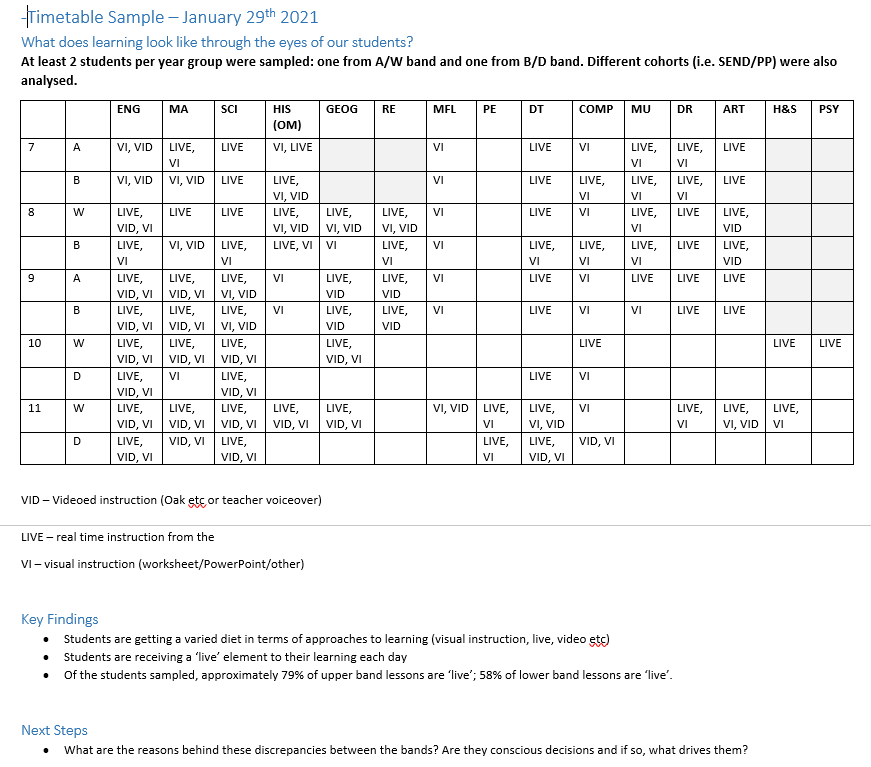 -Timetable Sample – January 29th 2021
What does learning look like through the eyes of our students?
At least 2 students per year group were sampled: one from A/W band and one from B/D band. Different cohorts (i.e. SEND/PP) were also
analysed.
ENG MA SCI HIS (OM) GEOG RE MFL PE DT COMP MU DR ART H&S PSY
7 A VI, VID LIVE, VI LIVE VI, LIVE VI LIVE VI LIVE, VI LIVE, VI LIVE
B VI, VID VI, VID LIVE LIVE, VI, VID VI LIVE LIVE, VI LIVE, VI LIVE, VI LIVE
8 W LIVE, VID, VI LIVE LIVE LIVE, VI, VID LIVE, VI, VID LIVE, VI, VID VI LIVE VI LIVE, VI LIVE LIVE, VID
B LIVE, VI VI, VID LIVE, VI LIVE, VI VI LIVE, VI VI LIVE, VI LIVE, VI LIVE, VI LIVE LIVE, VID
9 A LIVE, VID, VI LIVE, VID, VI LIVE, VI, VID VI LIVE, VID LIVE, VID VI LIVE VI LIVE LIVE LIVE
B LIVE, VID, VI LIVE, VID, VI LIVE, VI, VID VI LIVE, VID LIVE, VID VI LIVE VI VI LIVE LIVE
10 W LIVE, VID, VI LIVE, VID, VI LIVE, VID, VI LIVE, VID, VI LIVE LIVE LIVE
D LIVE, VID, VI VI LIVE, VID, VI LIVE VI
11 W LIVE, VID, VI LIVE, VID, VI LIVE, VID, VI LIVE, VID, VI LIVE, VID, VI VI, VID LIVE, VI LIVE, VI, VID VI LIVE, VI LIVE, VI, VID LIVE, VI
D LIVE, VID, VI VID, VI LIVE, VID, VI LIVE, VI LIVE, VID, VI VID, VI
VID – Videoed instruction (Oak etc or teacher voiceover)
LIVE – real time instruction from the
VI – visual instruction (worksheet/PowerPoint/other)
Key Findings
• Students are getting a varied diet in terms of approaches to learning (visual instruction, live, video etc)
• Students are receiving a ‘live’ element to their learning each day
• Of the students sampled, approximately 79% of upper band lessons are ‘live’; 58% of lower band lessons are ‘live’.
Next Steps
• What are the reasons behind these discrepancies between the bands? Are they conscious decisions and if so, what drives them?